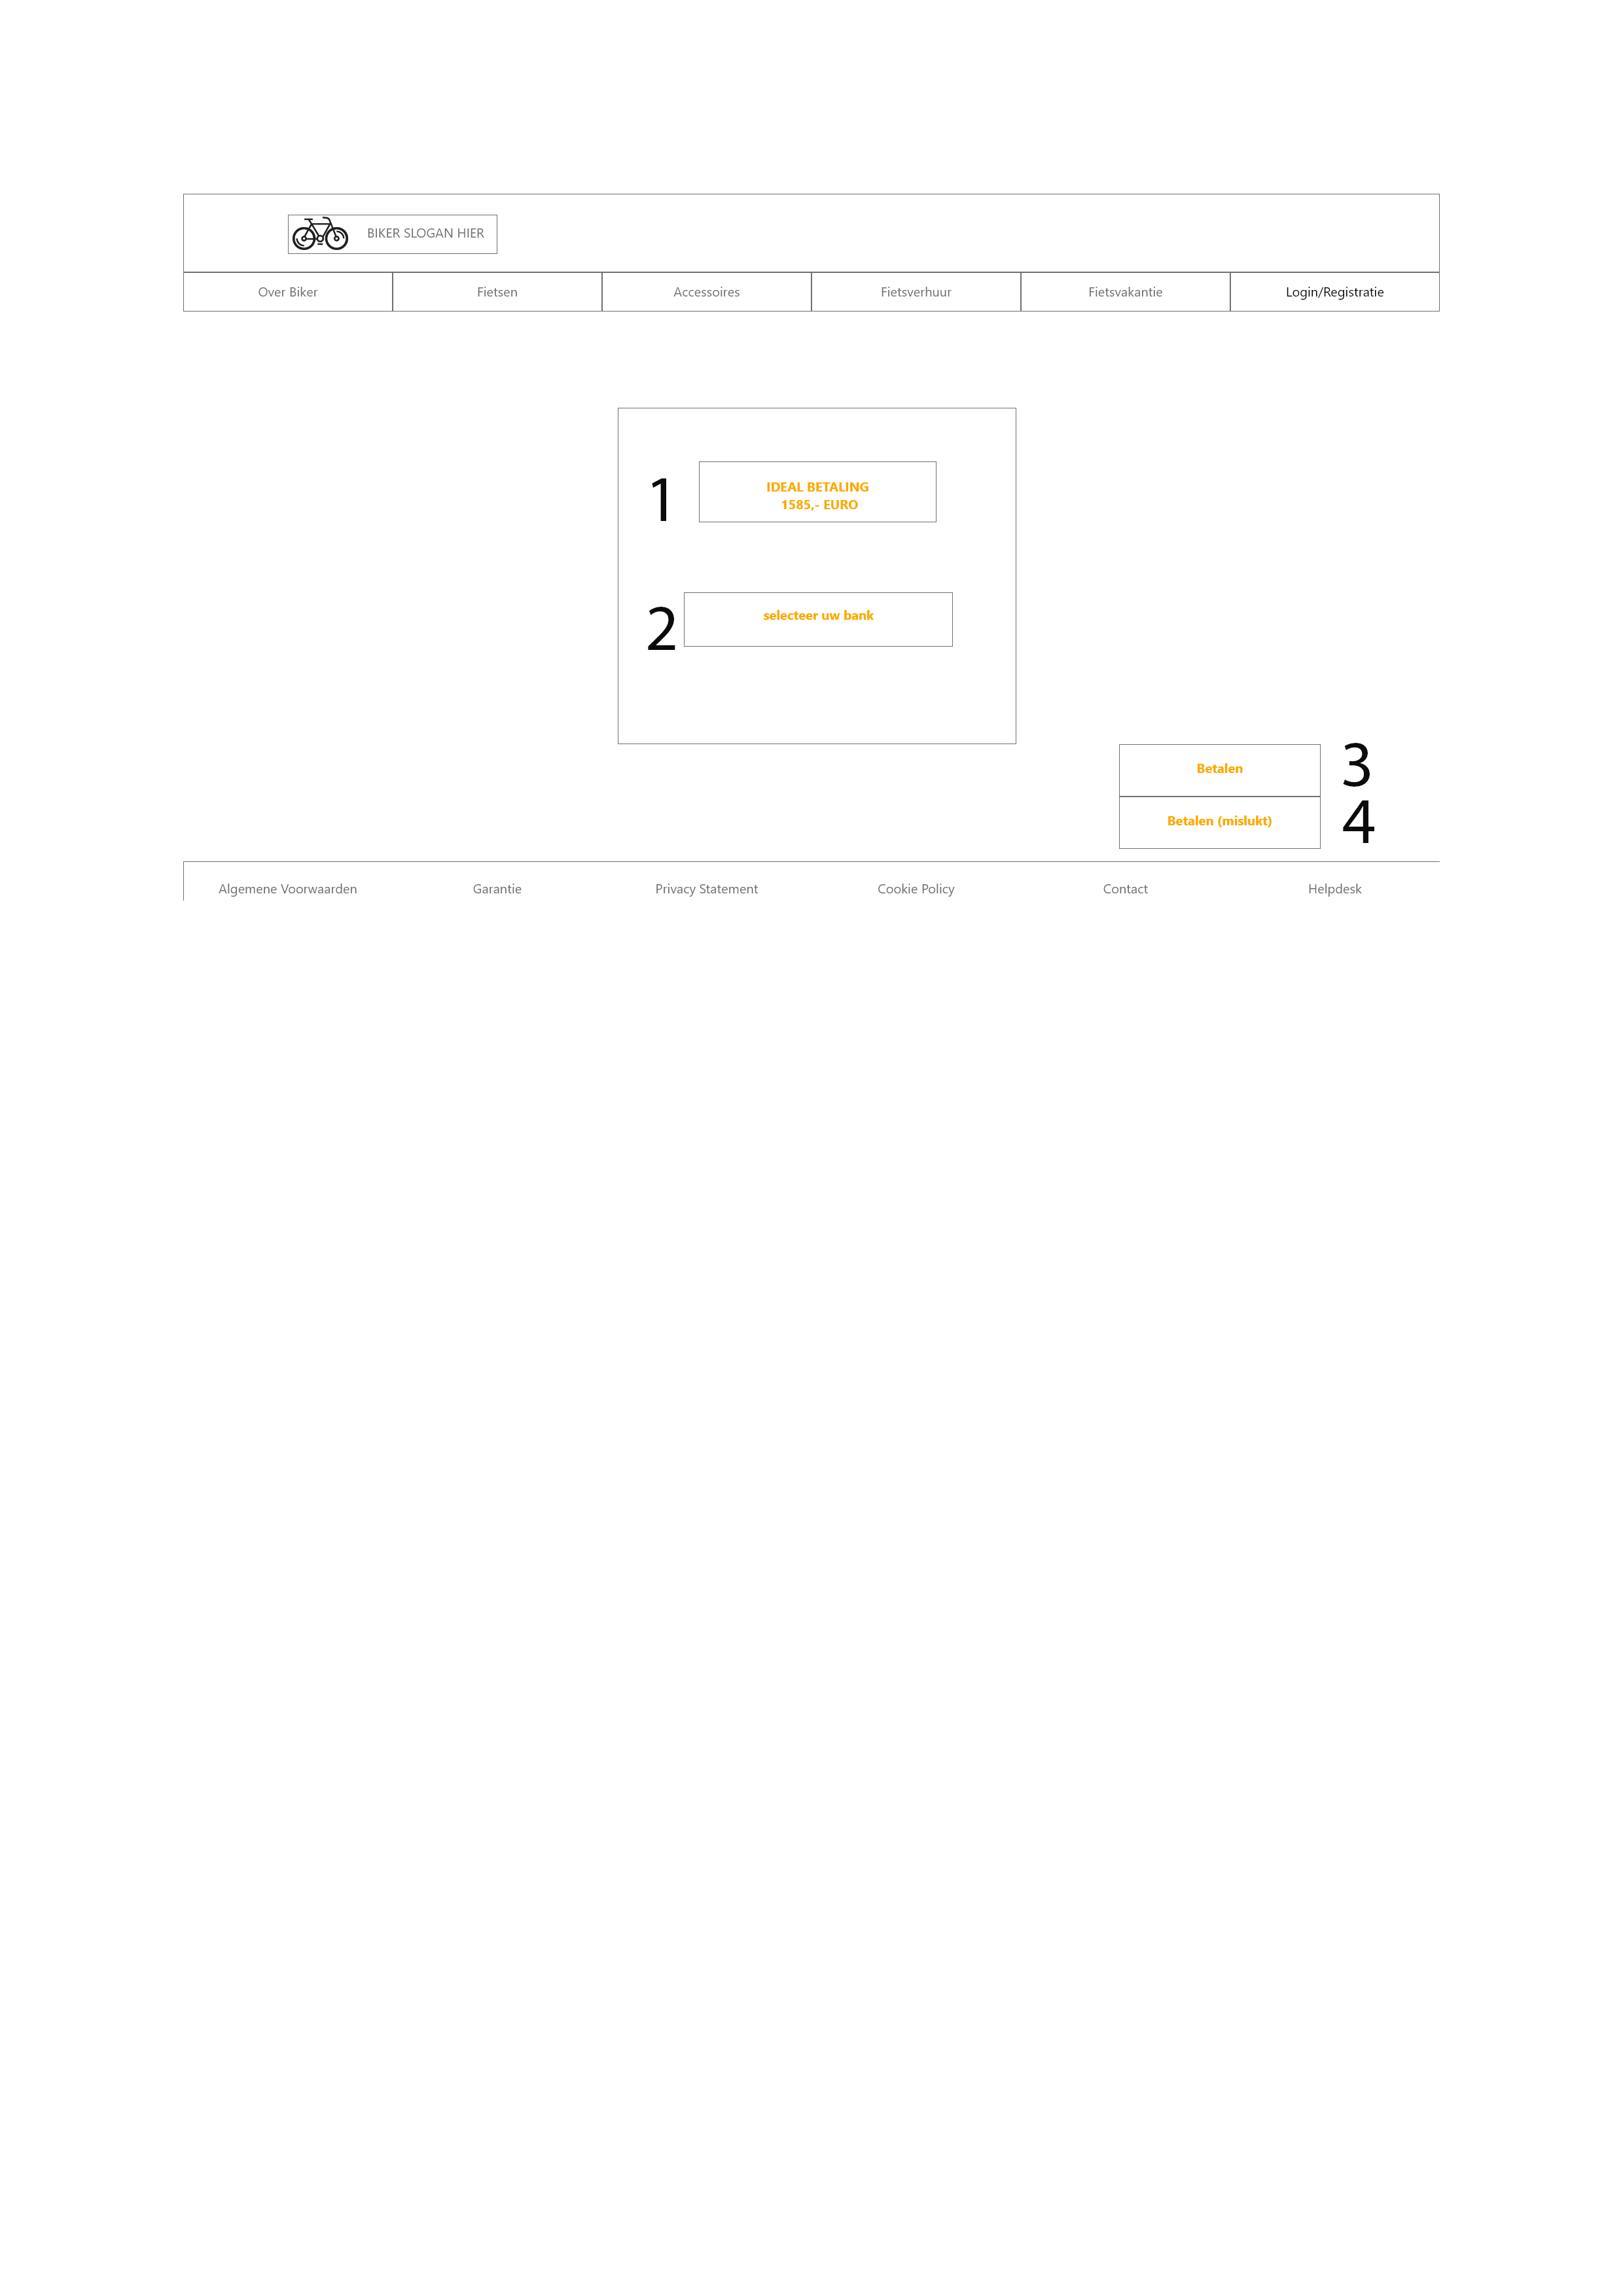 BIKER SLOGAN HIER
Over Biker
Fietsen
Accessoires
Fietsverhuur
Fietsvakantie
Login/Registratie
1
IDEAL BETALING
1585,- EURO
2
selecteer uw bank
Betalen
3
Betalen (mislukt)
4
Algemene Voorwaarden
Garantie
Privacy Statement
Cookie Policy
Contact
Helpdesk